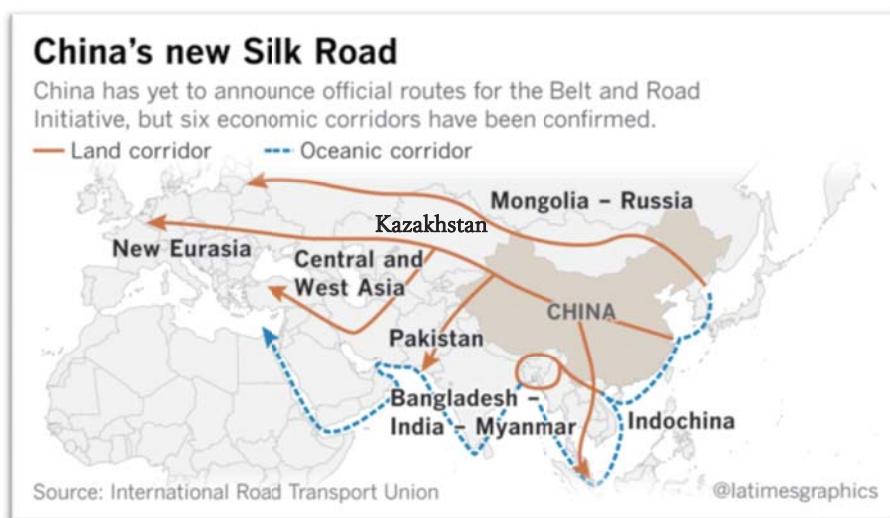 China's new Silk Road
China has yet to announce official routes for the Belt and Road
Initiative, but six economic corridors have been confirmed.
Land corridor
Oceanic corridor
Mongolia – Russia
Kazakhstan
New Eurasia
Central and
West Asia
CHINA
Pakistan
Bangladesh –
India – Myanmar
Indochina
Source: International Road Transport Union
@latimesgraphics